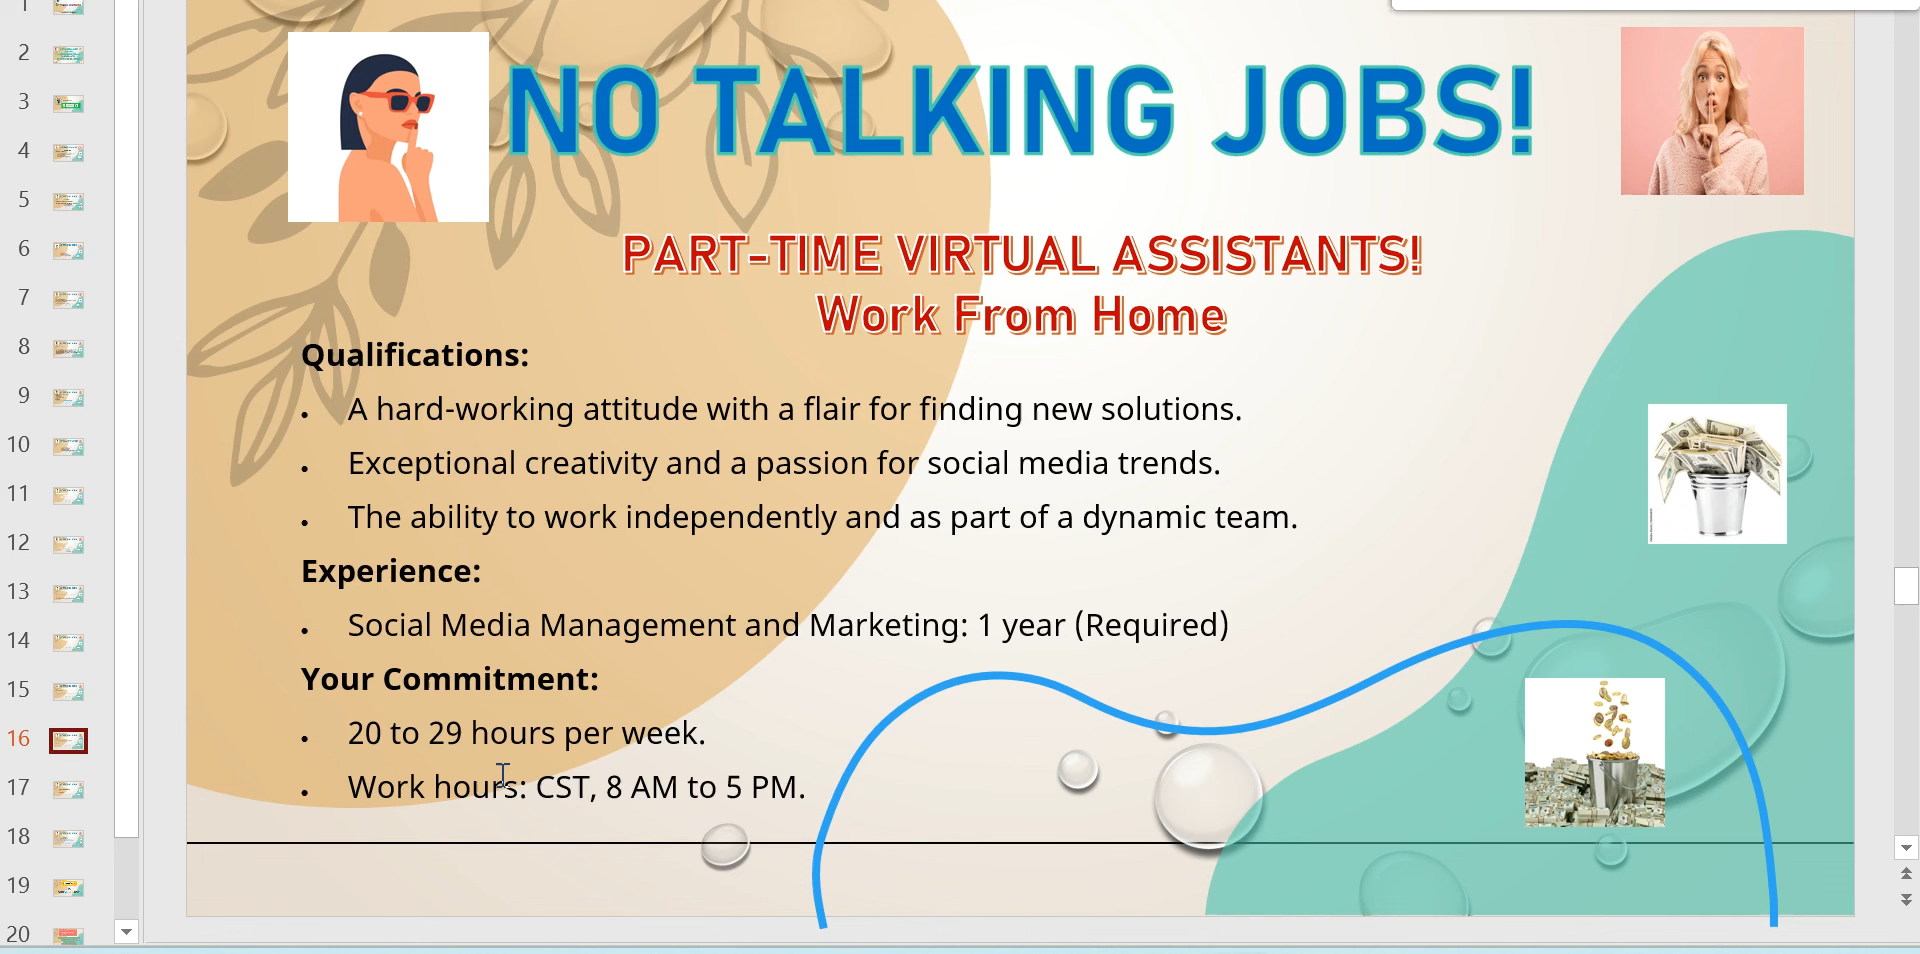 NO TALKING JOBS!
PART-TIME VIRTUAL ASSISTANTS!
Work From Home
Qualifications:
• A hard-working attitude with a flair for finding new solutions.
• Exceptional creativity and a passion for social media trends.
• The ability to work independently and as part of a dynamic team.
Experience:
• Social Media Management and Marketing: 1 year (Required)
Your Commitment:
• 20 to 29 hours per week.
• Work hours: CST, 8 AM to 5 PM.
1
2
3
4
5
6
7
8
9
10
11
12
13
14
15
16
17
18
19
20